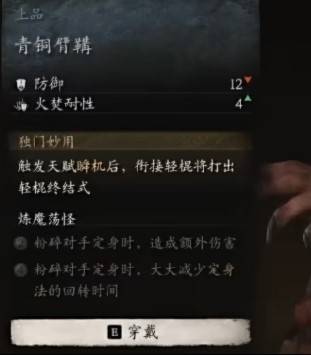 上品
青铜臂鞲
防御 12
火焚耐性 4
独门妙用
触发天赋瞬机后，衔接轻棍将打出
轻棍终结式
炼魔荡怪
粉碎对手定身时，造成额外伤害
粉碎对手定身时，大大减少定身
法的回转时间
E 穿戴